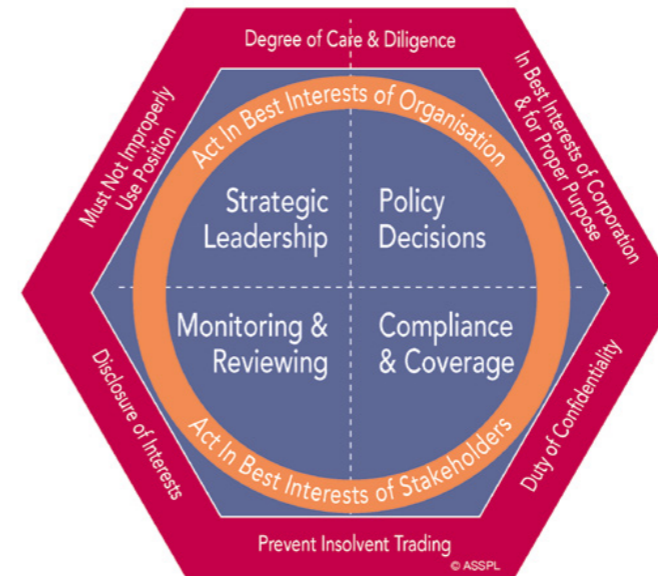 Degree of Care & Diligence
In Best Interests of Corporation
& for Proper Purpose
Must Not Improperly
Use Position
Act In Best Interests of Organisation
Strategic
Leadership
Policy
Decisions
Monitoring &
Reviewing
Compliance
& Coverage
Act In Best Interests of Stakeholders
Disclosure of Interests
Duty of Confidentiality
Prevent Insolvent Trading
© ASSPL